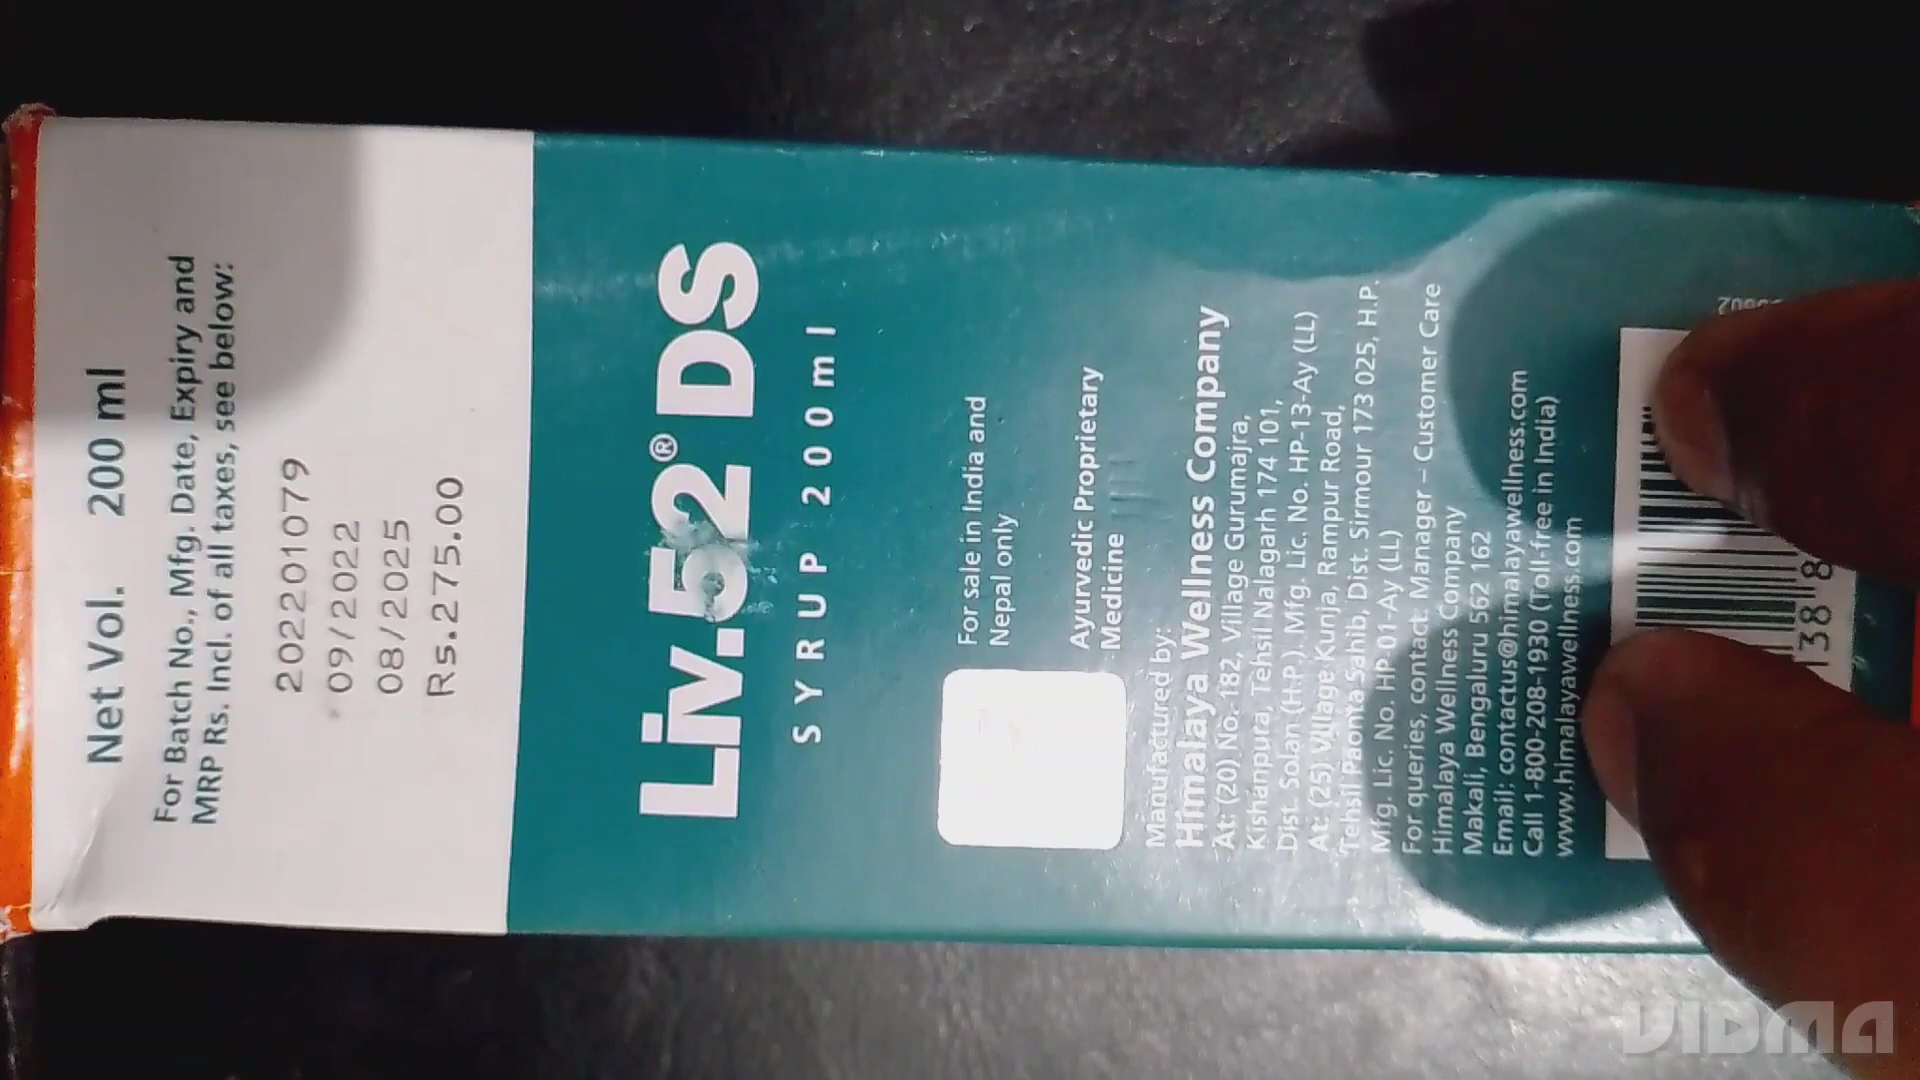 Net Vol. 200 ml
For Batch No., Mfg. Date, Expiry and
MRP Rs. Incl. of all taxes, see below:
202201079
09/2022
08/2025
Rs.275.00
Liv.52® DS
SYRUP 200ml
For sale in India and
Nepal only
Ayurvedic Proprietary
Medicine
Manufactured by:
Himalaya Wellness Company
At: (20) No. 182, Village Gurumajra,
Kishanpura, Tehsil Nalagarh 174 101,
Dist. Solan (H.P.). Mfg. Lic. No. HP-13-Ay (LL)
At: (25) Village Kunja, Rampur Road,
Tehsil Paonta Sahib, Dist. Sirmour 173 025, H.P.
Mfg. Lic. No. HP-01-Ay (LL)
For queries, contact: Manager – Customer Care
Himalaya Wellness Company
Makali, Bengaluru 562 162
Email: contactus@himalayawellness.com
Call 1-800-208-1930 (Toll-free in India)
www.himalayawellness.com
138
VIDMA